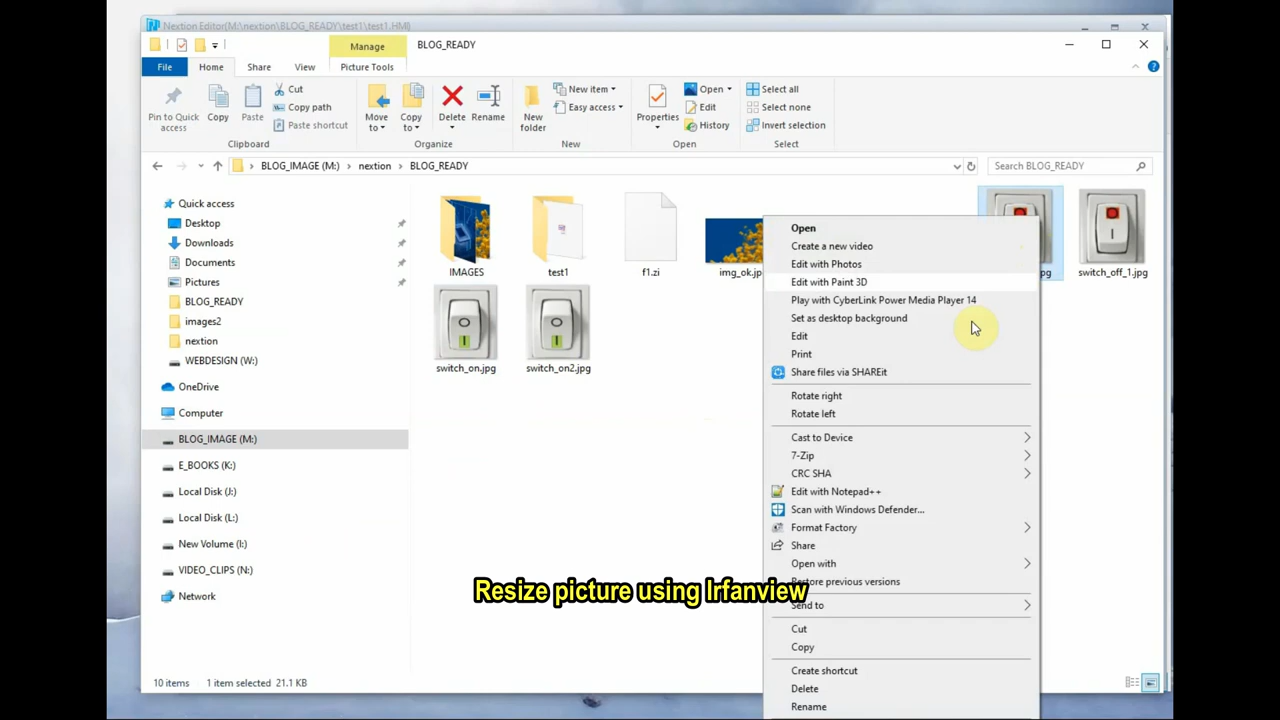 Nextion Editor(M:\nextion\BLOG_READY\test1\test1.HMI)
Manage
BLOG_READY
File
Home
Share
View
Picture Tools
Pin to Quick access
Copy
Paste
Cut
Copy path
Paste shortcut
Clipboard
Move to
Copy to
Delete
Rename
Organize
New folder
New item
Easy access
New
Properties
Open
Edit
History
Open
Select all
Select none
Invert selection
Select
BLOG_IMAGE (M:) > nextion > BLOG_READY
Search BLOG_READY
Quick access
Desktop
Downloads
Documents
Pictures
BLOG_READY
images2
nextion
WEBDESIGN (W:)
OneDrive
Computer
BLOG_IMAGE (M:)
E_BOOKS (K:)
Local Disk (J:)
Local Disk (L:)
New Volume (I:)
VIDEO_CLIPS (N:)
Network
IMAGES
test1
f1.zi
img_ok.jp
pg
switch_off_1.jpg
switch_on.jpg
switch_on2.jpg
Open
Create a new video
Edit with Photos
Edit with Paint 3D
Play with CyberLink Power Media Player 14
Set as desktop background
Edit
Print
Share files via SHAREit
Rotate right
Rotate left
Cast to Device
7-Zip
CRC SHA
Edit with Notepad++
Scan with Windows Defender...
Format Factory
Share
Open with
Restore previous versions
Send to
Cut
Copy
Create shortcut
Delete
Rename
Resize picture using Irfanview
10 items
1 item selected 21.1 KB